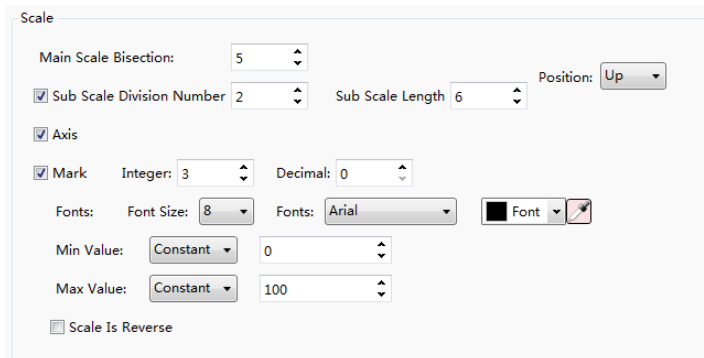 Scale
Main Scale Bisection: 5
Position: Up
Sub Scale Division Number 2 Sub Scale Length 6
Axis
Mark Integer: 3 Decimal: 0
Fonts: Font Size: 8 Fonts: Arial Font
Min Value: Constant 0
Max Value: Constant 100
Scale Is Reverse